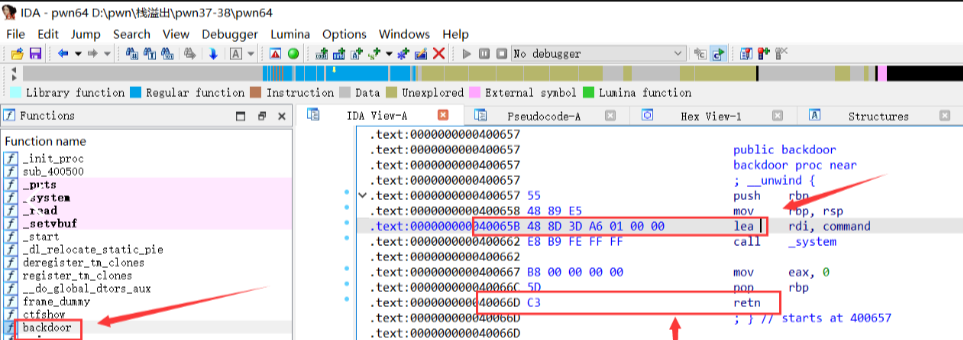 IDA - pwn64 D:\pwn\栈溢出\pwn37-38\pwn64
File Edit Jump Search View Debugger Lumina Options Windows Help
No debugger
Library function Regular function Instruction Data Unexplored External symbol Lumina function
Functions
IDA View-A Pseudocode-A Hex View-1 Structures
Function name
_init_proc
sub_400500
_puts
_system
_read
_setvbuf
_start
_dl_relocate_static_pie
deregister_tm_clones
register_tm_clones
__do_global_dtors_aux
frame_dummy
ctfshow
backdoor
.text:0000000000400657
.text:0000000000400657 public backdoor
.text:0000000000400657 backdoor proc near
.text:0000000000400657 ; __unwind {
.text:0000000000400657 55 push rbp
.text:0000000000400658 48 89 E5 mov rbp, rsp
.text:000000000040065B 48 8D 3D A6 01 00 00 lea rdi, command
.text:0000000000400662 E8 B9 FE FF FF call _system
.text:0000000000400662
.text:0000000000400667 B8 00 00 00 00 mov eax, 0
.text:000000000040066C 5D pop rbp
.text:000000000040066D C3 retn
.text:000000000040066D ; } // starts at 400657
.text:000000000040066D